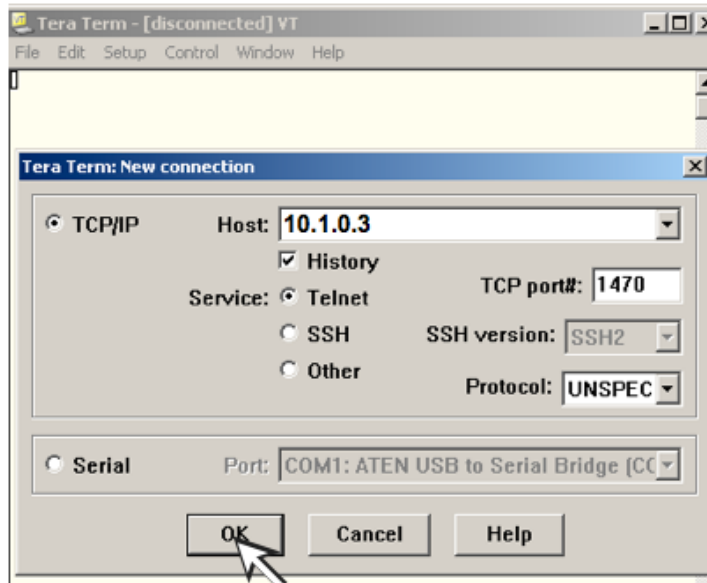 Tera Term - [disconnected] VT
File Edit Setup Control Window Help
Tera Term: New connection
TCP/IP Host: 10.1.0.3
History
Service: Telnet TCP port#: 1470
SSH SSH version: SSH2
Other Protocol: UNSPEC
Serial Port: COM1: ATEN USB to Serial Bridge (CC
OK Cancel Help